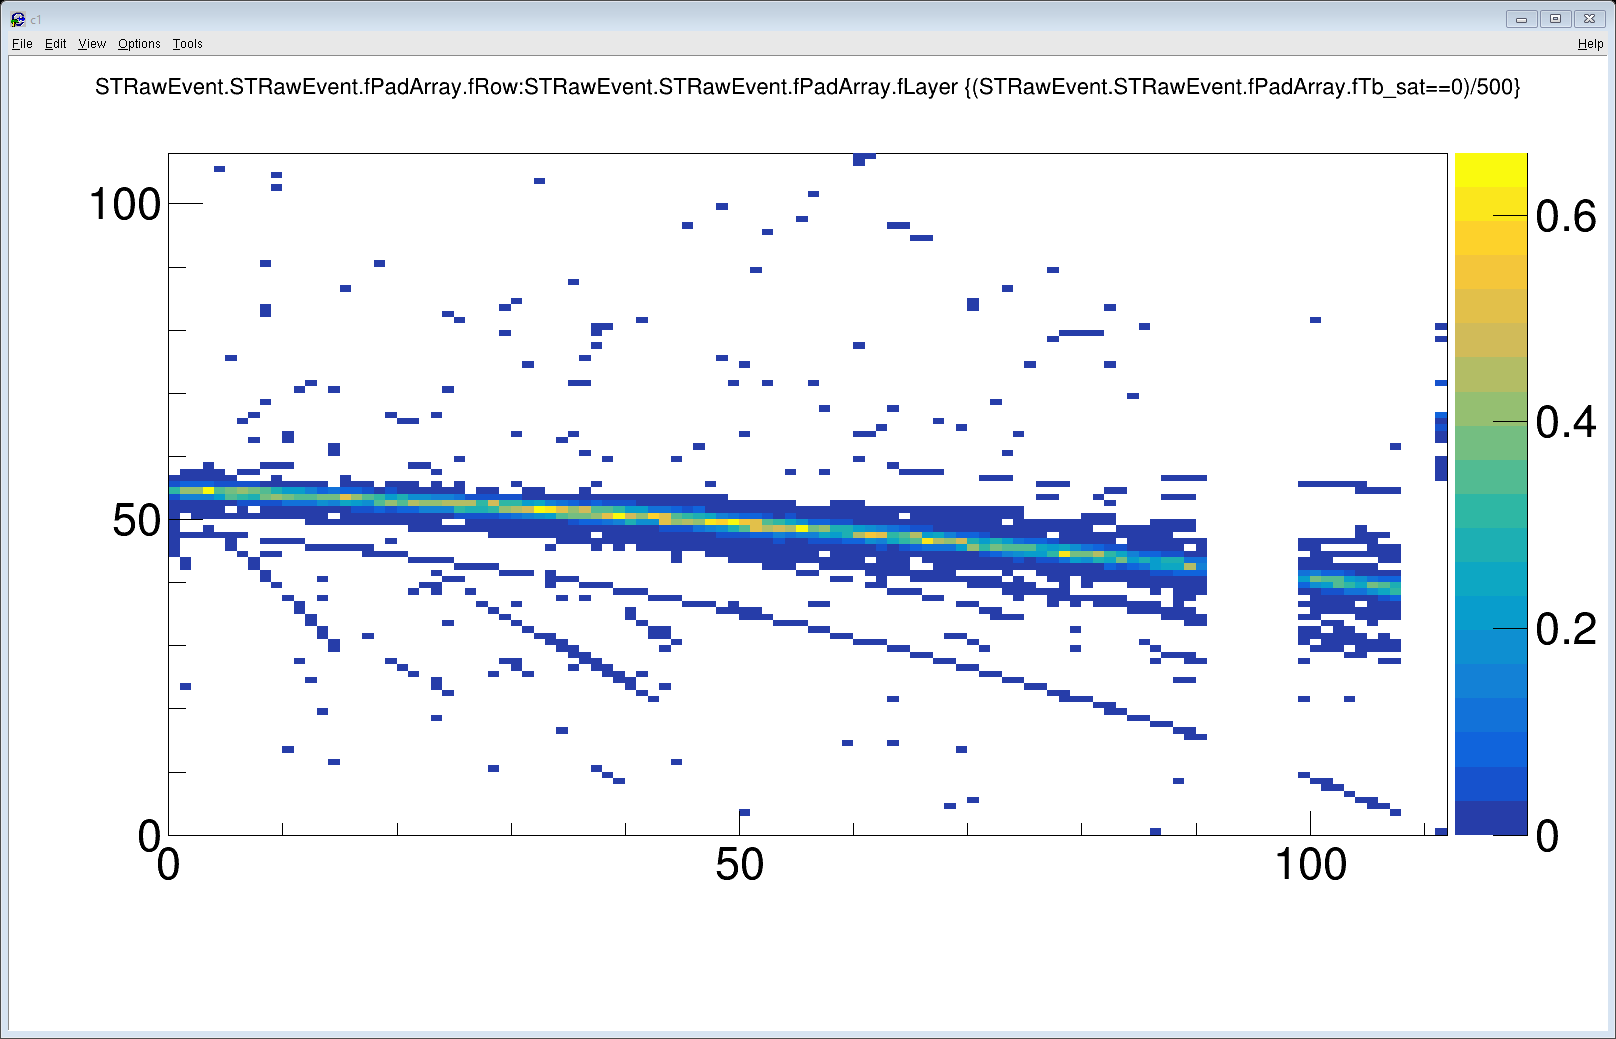 c1
File Edit View Options Tools Help
STRawEvent.STRawEvent.fPadArray.fRow:STRawEvent.STRawEvent.fPadArray.fLayer {(STRawEvent.STRawEvent.fPadArray.fTb_sat==0)/500}
100
50
0
0 50 100
0.6
0.4
0.2
0